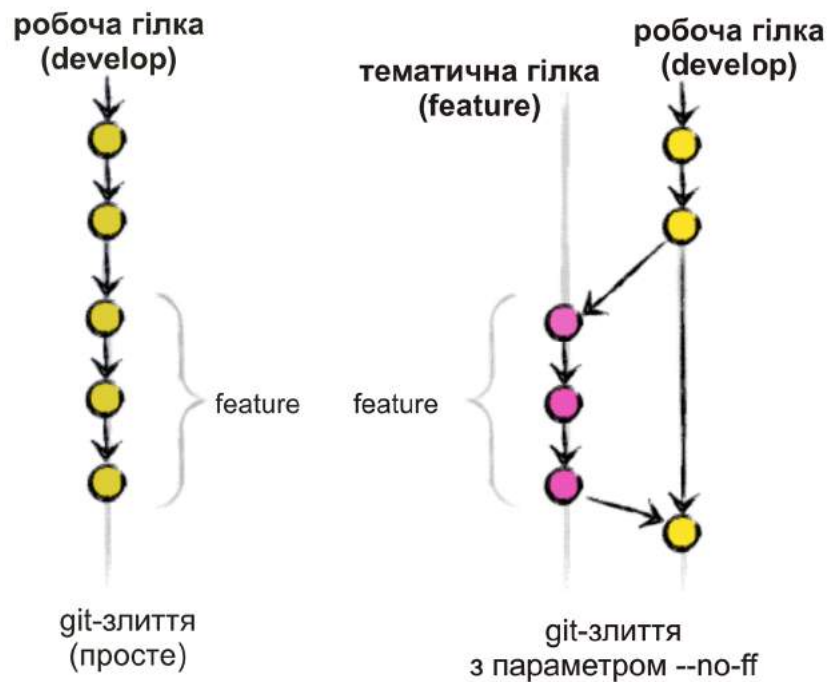 робоча гілка
(develop)
feature
git-злиття
(просте)
тематична гілка
(feature)
робоча гілка
(develop)
feature
git-злиття
з параметром --no-ff